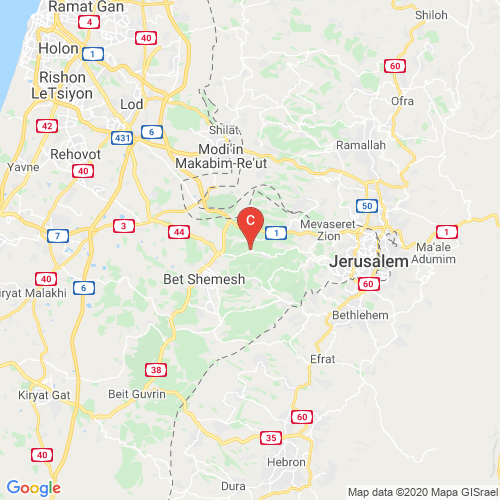 Ramat Gan
Shiloh
4
40
Holon
1
60
Rishon
LeTsiyon
Ofra
Lod
42
6
431
Shilat
Ramallah
Rehovot
Modi'in
Makabim-Re'ut
Yavne
40
50
C
3
Mevaseret
Zion
1
7
44
1
Ma'ale
Adumim
Jerusalem
40
Bet Shemesh
6
60
iryat Malakhi
Bethlehem
Efrat
38
Kiryat Gat
Beit Guvrin
60
35
40
Hebron
Google
Dura
Map data ©2020 Mapa GISrael